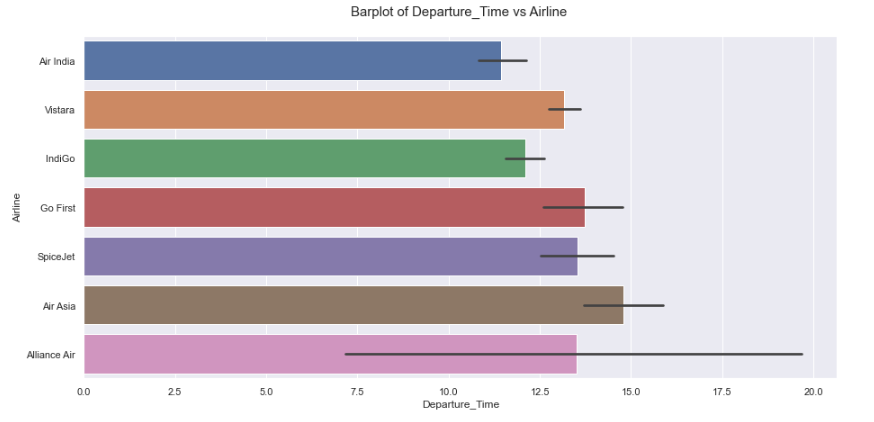 Barplot of Departure_Time vs Airline
Airline
Air India
Vistara
IndiGo
Go First
SpiceJet
Air Asia
Alliance Air
0.0 2.5 5.0 7.5 10.0 12.5 15.0 17.5 20.0
Departure_Time